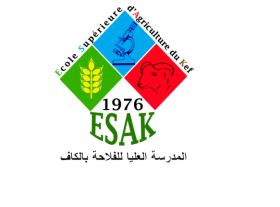 Ecole Supérieure d'Agriculture du Kef
1976
ESAK
المدرسة العليا للفلاحة بالكاف